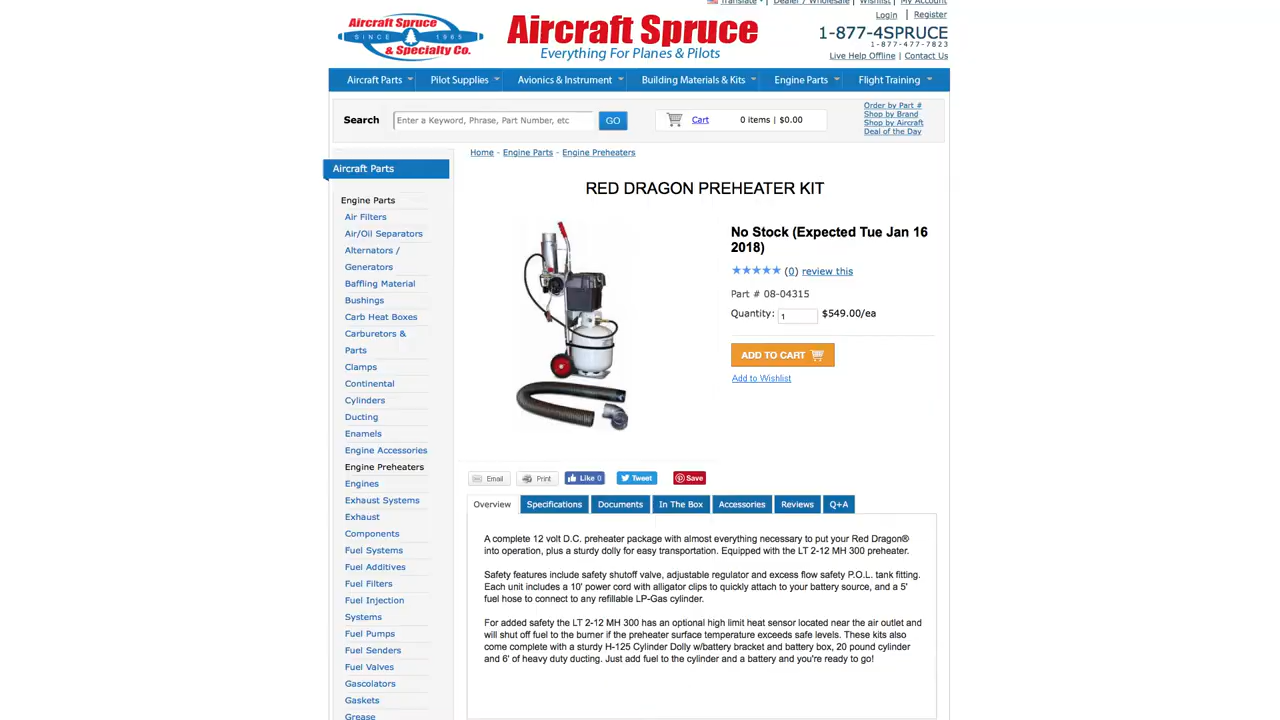 Translate
Dealer / Wholesale
Wishlist
My Account
Aircraft Spruce
SINCE 1965
& Specialty Co.
Aircraft Spruce
Everything For Planes & Pilots
Login | Register
1-877-4SPRUCE
1-877-477-7823
Live Help Offline | Contact Us
Aircraft Parts
Pilot Supplies
Avionics & Instrument
Building Materials & Kits
Engine Parts
Flight Training
Search
Enter a Keyword, Phrase, Part Number, etc
GO
Cart
0 items | $0.00
Order by Part #
Shop by Brand
Shop by Aircraft
Deal of the Day
Aircraft Parts
Engine Parts
Air Filters
Air/Oil Separators
Alternators /
Generators
Baffling Material
Bushings
Carb Heat Boxes
Carburetors &
Parts
Clamps
Continental
Cylinders
Ducting
Enamels
Engine Accessories
Engine Preheaters
Engines
Exhaust Systems
Exhaust
Components
Fuel Systems
Fuel Additives
Fuel Filters
Fuel Injection
Systems
Fuel Pumps
Fuel Senders
Fuel Valves
Gascolators
Gaskets
Grease
Home - Engine Parts - Engine Preheaters
RED DRAGON PREHEATER KIT
No Stock (Expected Tue Jan 16
2018)
(0) review this
Part # 08-04315
Quantity: 1 $549.00/ea
ADD TO CART
Add to Wishlist
Email
Print
Like 0
Tweet
Save
Overview
Specifications
Documents
In The Box
Accessories
Reviews
Q+A
A complete 12 volt D.C. preheater package with almost everything necessary to put your Red Dragon®
into operation, plus a sturdy dolly for easy transportation. Equipped with the LT 2-12 MH 300 preheater.
Safety features include safety shutoff valve, adjustable regulator and excess flow safety P.O.L. tank fitting.
Each unit includes a 10' power cord with alligator clips to quickly attach to your battery source, and a 5'
fuel hose to connect to any refillable LP-Gas cylinder.
For added safety the LT 2-12 MH 300 has an optional high limit heat sensor located near the air outlet and
will shut off fuel to the burner if the preheater surface temperature exceeds safe levels. These kits also
come complete with a sturdy H-125 Cylinder Dolly w/battery bracket and battery box, 20 pound cylinder
and 6' of heavy duty ducting. Just add fuel to the cylinder and a battery and you're ready to go!